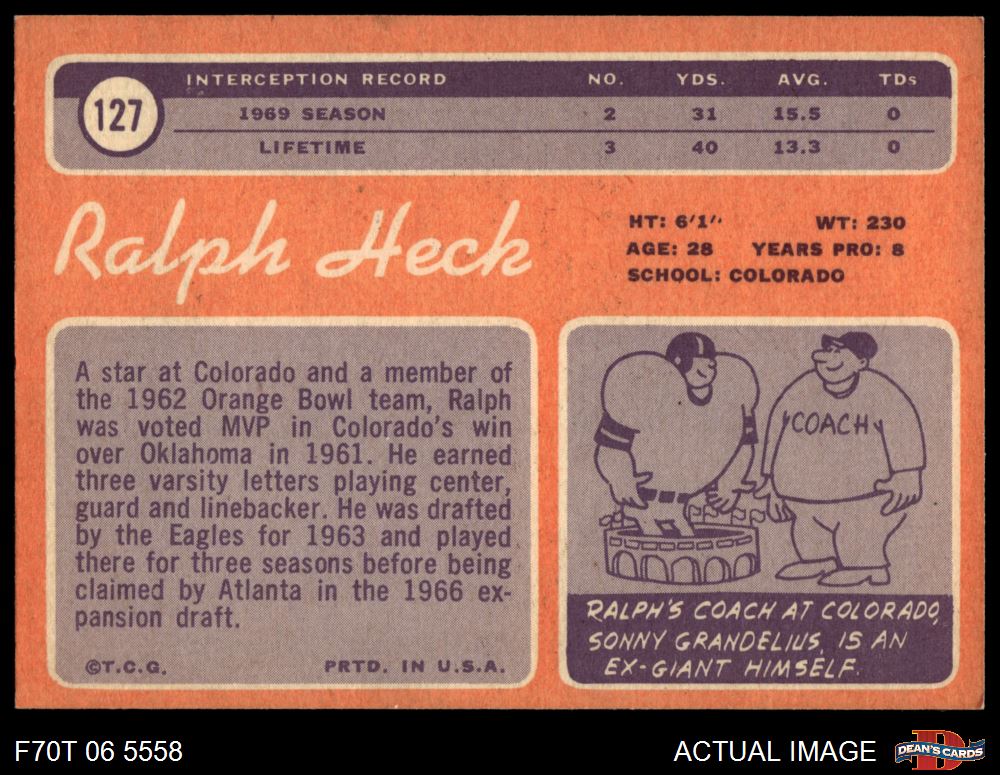 127
INTERCEPTION RECORD NO. YDS. AVG. TDs
1969 SEASON 2 31 15.5 0
LIFETIME 3 40 13.3 0
Ralph Heck
HT: 6'1" WT: 230
AGE: 28 YEARS PRO: 8
SCHOOL: COLORADO
A star at Colorado and a member of
the 1962 Orange Bowl team, Ralph
was voted MVP in Colorado's win
over Oklahoma in 1961. He earned
three varsity letters playing center,
guard and linebacker. He was drafted
by the Eagles for 1963 and played
there for three seasons before being
claimed by Atlanta in the 1966 ex-
pansion draft.
©T.C.G. PRTD. IN U.S.A.
COACH
RALPH'S COACH AT COLORADO,
SONNY GRANDELIUS, IS AN
EX-GIANT HIMSELF.
F70T 06 5558 ACTUAL IMAGE
D
DEAN'S CARDS